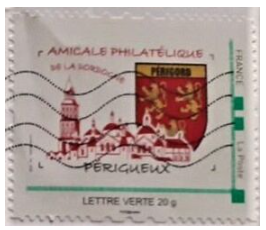 AMICALE PHILATÉLIQUE
DE LA DORDOGNE
PÉRIGORD
PÉRIGUEUX
LETTRE VERTE 20 g
FRANCE
La Poste